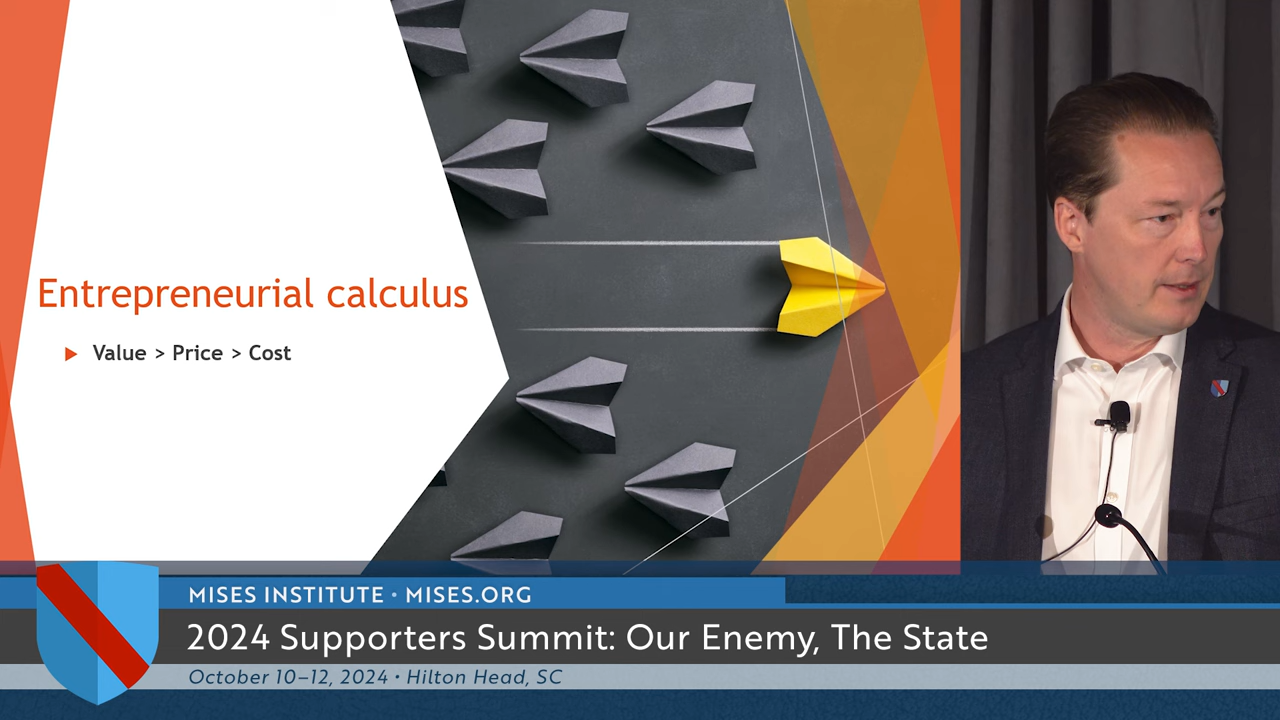 Entrepreneurial calculus
Value > Price > Cost
MISES INSTITUTE • MISES.ORG
2024 Supporters Summit: Our Enemy, The State
October 10–12, 2024 • Hilton Head, SC